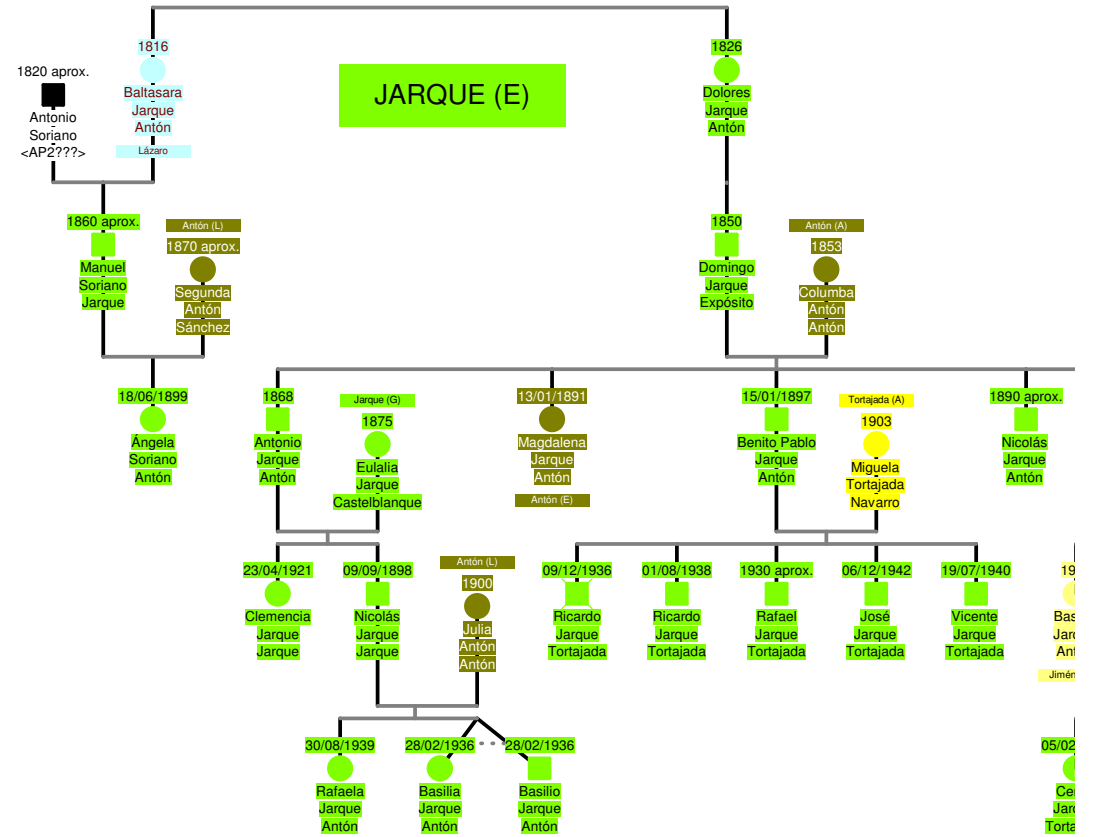 1816
Baltasara
Jarque
Antón
Lázaro
1820 aprox.
Antonio
Soriano
<AP2???>
JARQUE (E)
1826
Dolores
Jarque
Antón
1860 aprox.
Manuel
Soriano
Jarque
Antón (L)
1870 aprox.
Segunda
Antón
Sánchez
1850
Domingo
Jarque
Expósito
Antón (A)
1853
Columba
Antón
Antón
18/06/1899
Ángela
Soriano
Antón
1868
Antonio
Jarque
Antón
Jarque (G)
1875
Eulalia
Jarque
Castelblanque
13/01/1891
Magdalena
Jarque
Antón
Antón (E)
15/01/1897
Benito Pablo
Jarque
Antón
Tortajada (A)
1903
Miguela
Tortajada
Navarro
1890 aprox.
Nicolás
Jarque
Antón
23/04/1921
Clemencia
Jarque
Jarque
09/09/1898
Nicolás
Jarque
Jarque
Antón (L)
1900
Julia
Antón
Antón
09/12/1936
Ricardo
Jarque
Tortajada
01/08/1938
Ricardo
Jarque
Tortajada
1930 aprox.
Rafael
Jarque
Tortajada
06/12/1942
José
Jarque
Tortajada
19/07/1940
Vicente
Jarque
Tortajada
30/08/1939
Rafaela
Jarque
Antón
28/02/1936
Basilia
Jarque
Antón
28/02/1936
Basilio
Jarque
Antón